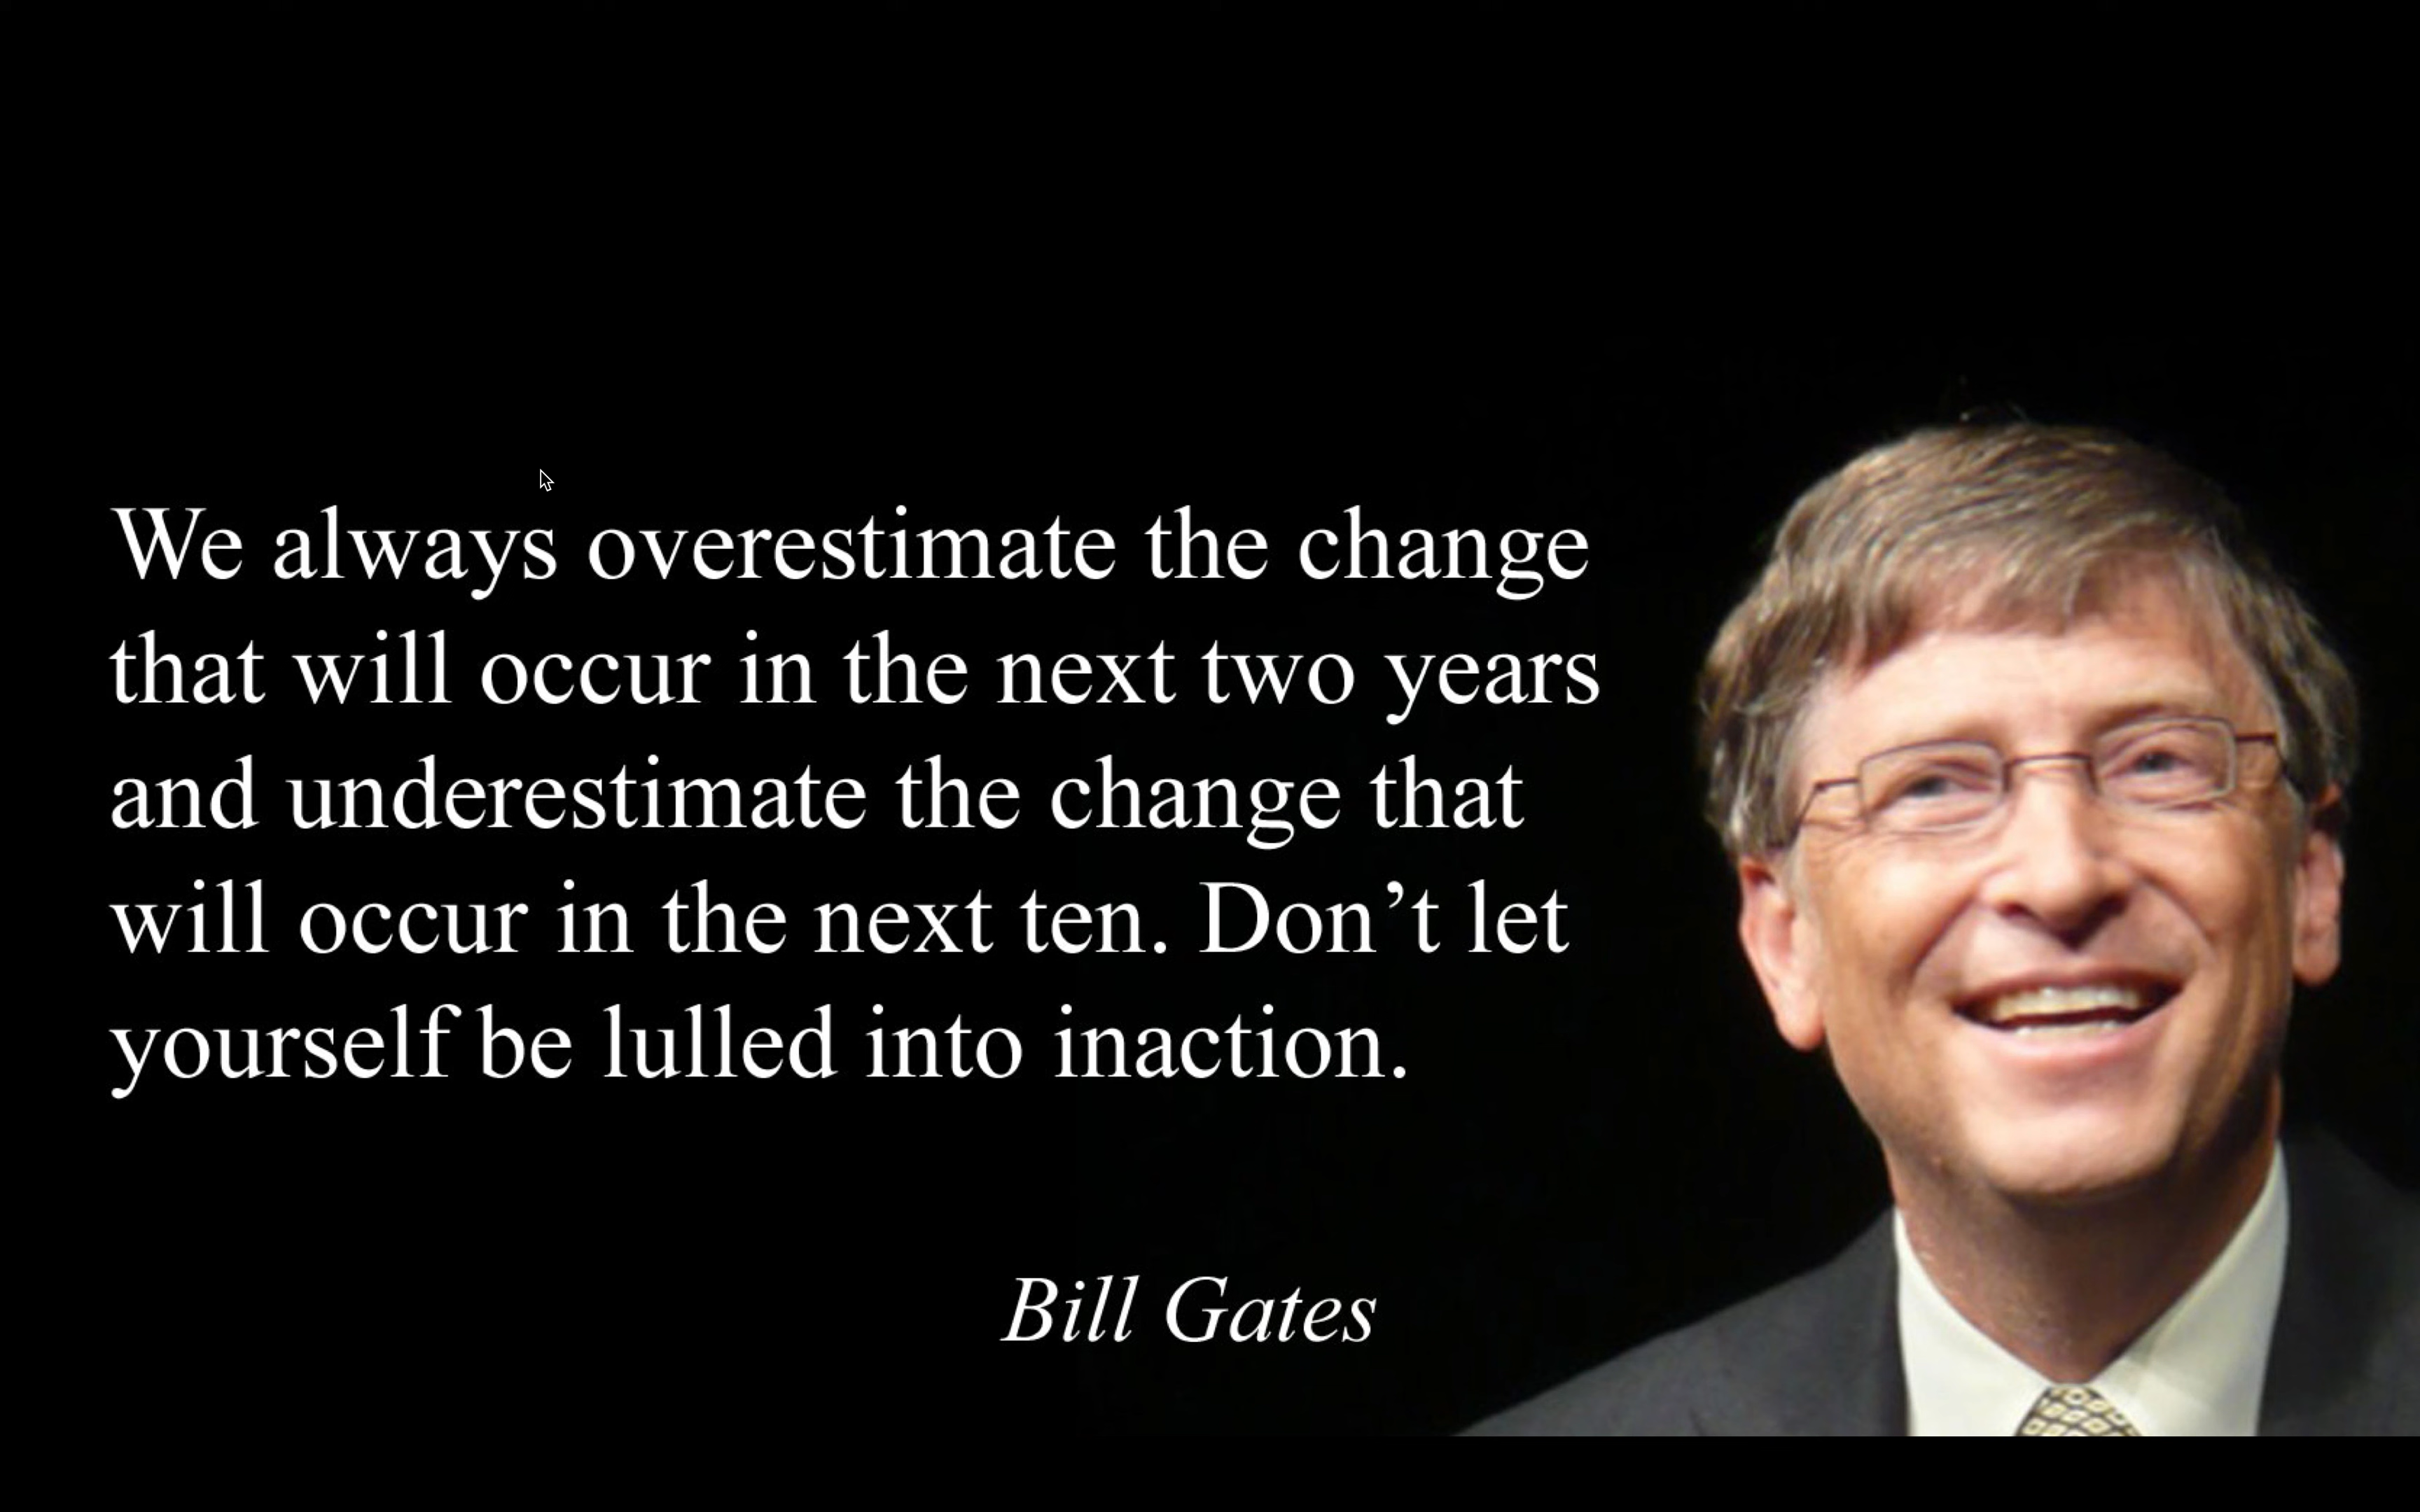 We always overestimate the change
that will occur in the next two years
and underestimate the change that
will occur in the next ten. Don’t let
yourself be lulled into inaction.
Bill Gates